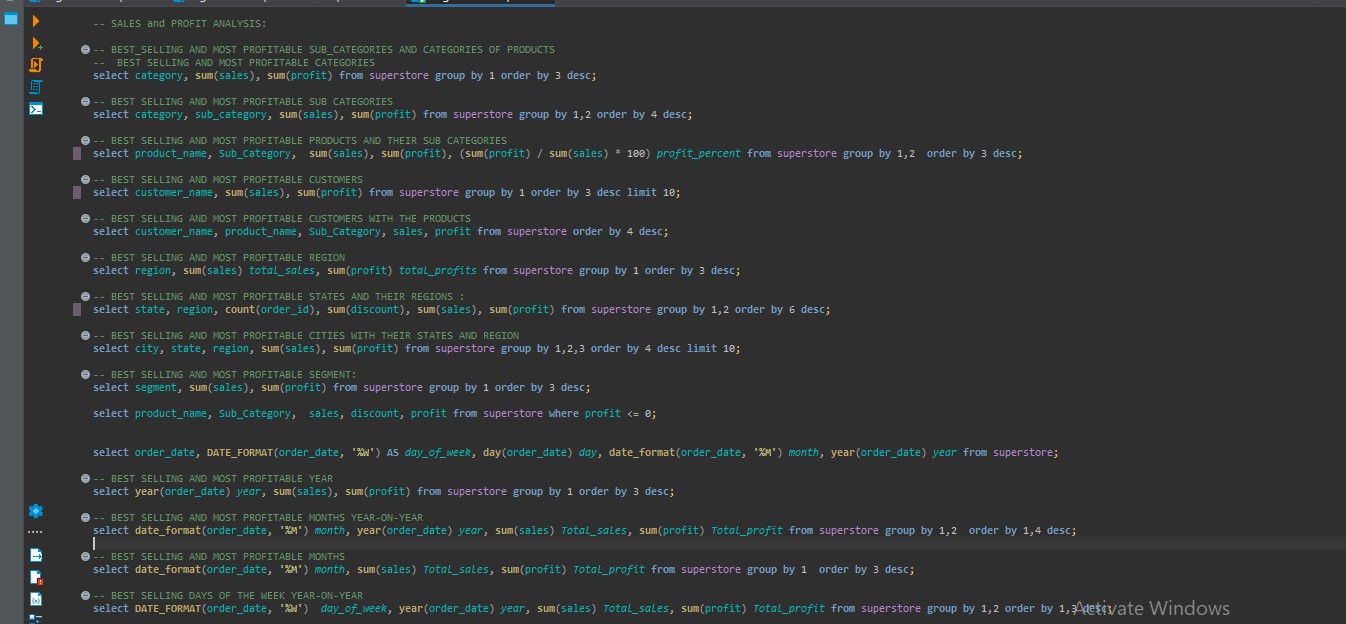 -- SALES and PROFIT ANALYSIS:
-- BEST_SELLING AND MOST PROFITABLE SUB_CATEGORIES AND CATEGORIES OF PRODUCTS
--  BEST SELLING AND MOST PROFITABLE CATEGORIES
select category, sum(sales), sum(profit) from superstore group by 1 order by 3 desc;
-- BEST SELLING AND MOST PROFITABLE SUB CATEGORIES
select category, sub_category, sum(sales), sum(profit) from superstore group by 1,2 order by 4 desc;
-- BEST SELLING AND MOST PROFITABLE PRODUCTS AND THEIR SUB CATEGORIES
select product_name, Sub_Category,  sum(sales), sum(profit), (sum(profit) / sum(sales) * 100) profit_percent from superstore group by 1,2  order by 3 desc;
-- BEST SELLING AND MOST PROFITABLE CUSTOMERS
select customer_name, sum(sales), sum(profit) from superstore group by 1 order by 3 desc limit 10;
-- BEST SELLING AND MOST PROFITABLE CUSTOMERS WITH THE PRODUCTS
select customer_name, product_name, Sub_Category, sales, profit from superstore order by 4 desc;
-- BEST SELLING AND MOST PROFITABLE REGION
select region, sum(sales) total_sales, sum(profit) total_profits from superstore group by 1 order by 3 desc;
-- BEST SELLING AND MOST PROFITABLE STATES AND THEIR REGIONS :
select state, region, count(order_id), sum(discount), sum(sales), sum(profit) from superstore group by 1,2 order by 6 desc;
-- BEST SELLING AND MOST PROFITABLE CITIES WITH THEIR STATES AND REGION
select city, state, region, sum(sales), sum(profit) from superstore group by 1,2,3 order by 4 desc limit 10;
-- BEST SELLING AND MOST PROFITABLE SEGMENT:
select segment, sum(sales), sum(profit) from superstore group by 1 order by 3 desc;
select product_name, Sub_Category,  sales, discount, profit from superstore where profit <= 0;
select order_date, DATE_FORMAT(order_date, '%W') AS day_of_week, day(order_date) day, date_format(order_date, '%M') month, year(order_date) year from superstore;
-- BEST SELLING AND MOST PROFITABLE YEAR
select year(order_date) year, sum(sales), sum(profit) from superstore group by 1 order by 3 desc;
-- BEST SELLING AND MOST PROFITABLE MONTHS YEAR-ON-YEAR
select date_format(order_date, '%M') month, year(order_date) year, sum(sales) Total_sales, sum(profit) Total_profit from superstore group by 1,2  order by 1,4 desc;
-- BEST SELLING AND MOST PROFITABLE MONTHS
select date_format(order_date, '%M') month, sum(sales) Total_sales, sum(profit) Total_profit from superstore group by 1  order by 3 desc;
-- BEST SELLING DAYS OF THE WEEK YEAR-ON-YEAR
select DATE_FORMAT(order_date, '%W')  day_of_week, year(order_date) year, sum(sales) Total_sales, sum(profit) Total_profit from superstore group by 1,2 order by 1,3 desc;
Activate Windows